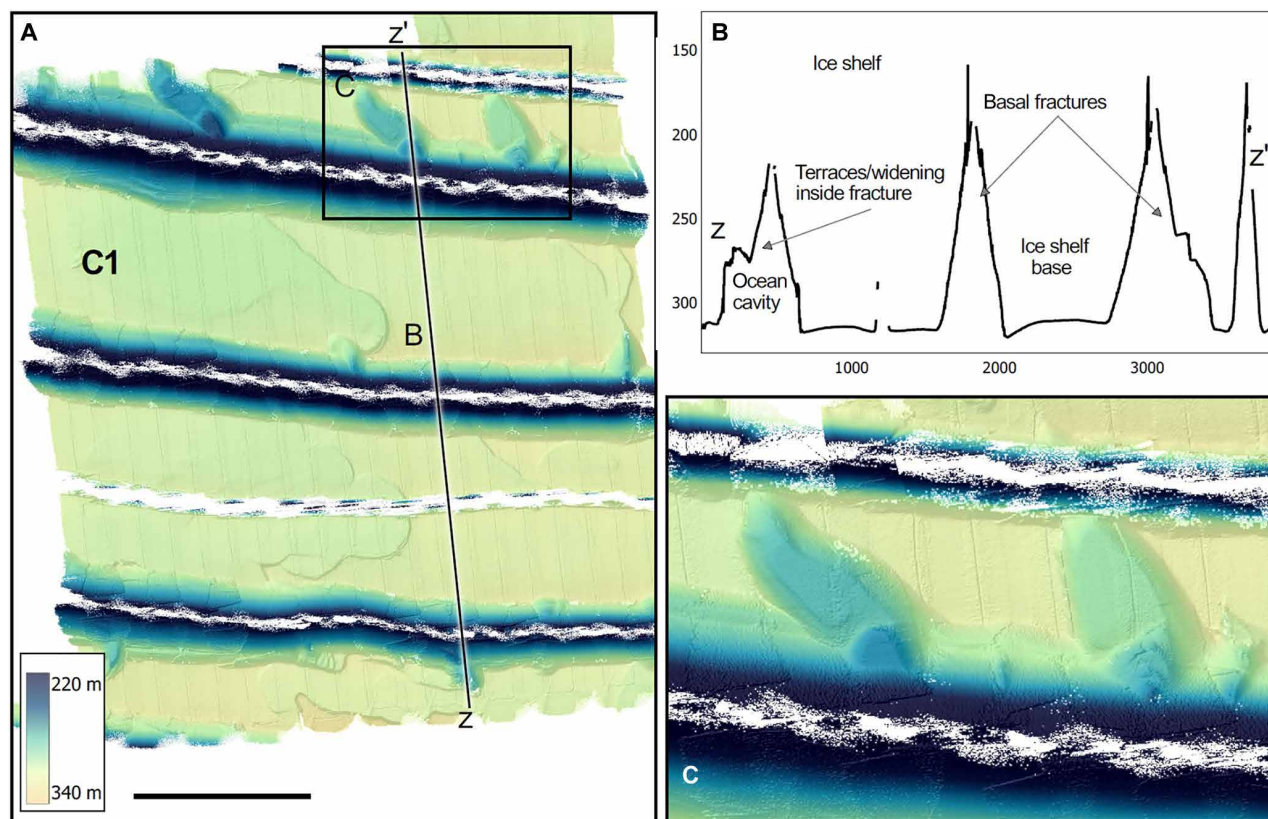 A
z'
C
C1
B
z
220 m
340 m
B
150
200
250
300
Ice shelf
Basal fractures
Terraces/widening
inside fracture
z'
z
Ocean
cavity
Ice shelf
base
1000
2000
3000
C